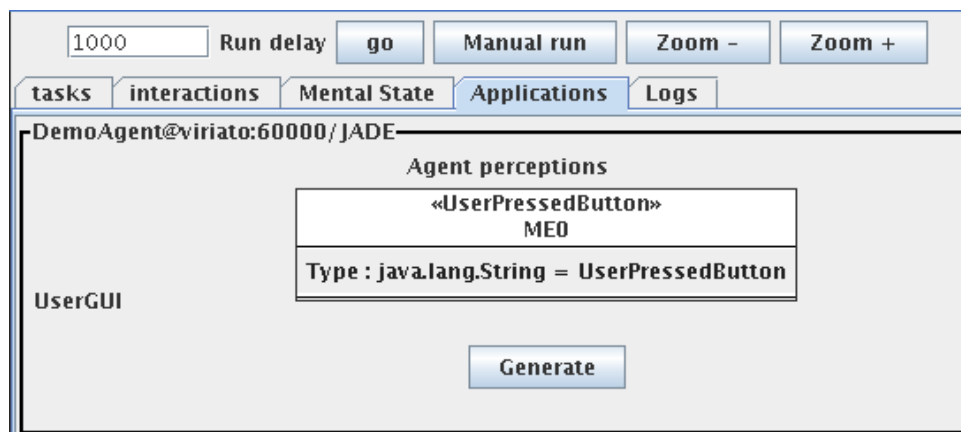 1000 Run delay go Manual run Zoom - Zoom +
tasks interactions Mental State Applications Logs
DemoAgent@viriato:60000/JADE
Agent perceptions
«UserPressedButton»
ME0
Type : java.lang.String = UserPressedButton
UserGUI
Generate